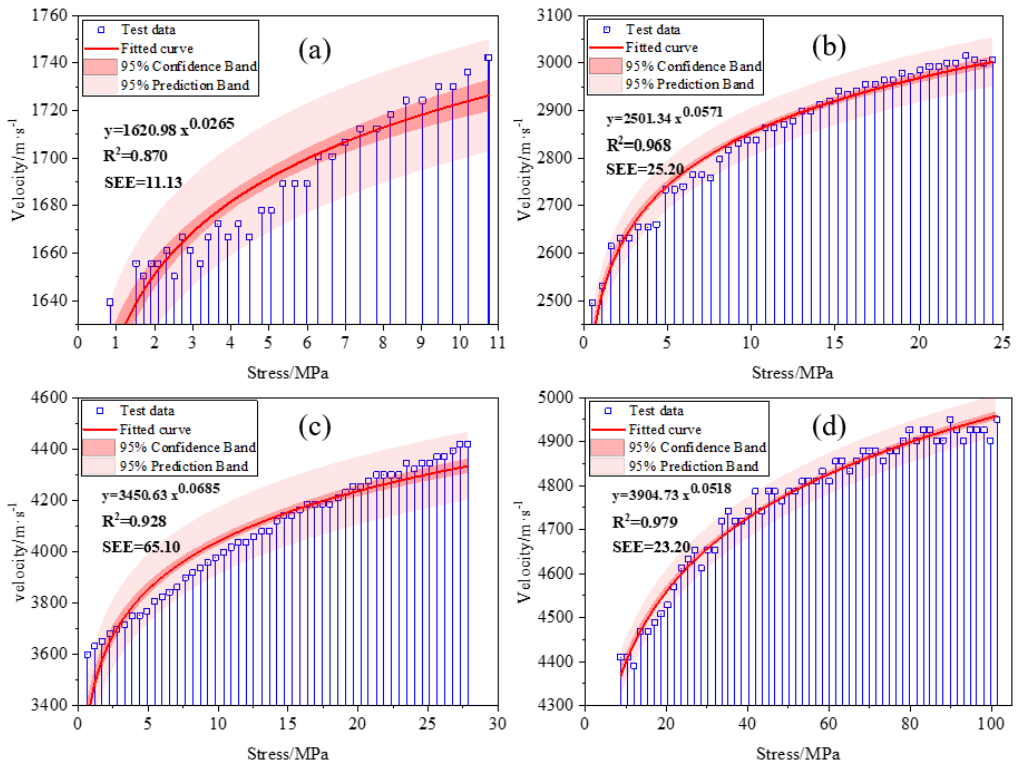 1760
1740
1720
1700
1680
1660
1640
Velocity/m·s⁻¹
Test data
Fitted curve
95% Confidence Band
95% Prediction Band
(a)
y=1620.98 x^0.0265
R²=0.870
SEE=11.13
0 1 2 3 4 5 6 7 8 9 10 11
Stress/MPa
3100
3000
2900
2800
2700
2600
2500
Velocity/m·s⁻¹
Test data
Fitted curve
95% Confidence Band
95% Prediction Band
(b)
y=2501.34 x^0.0571
R²=0.968
SEE=25.20
0 5 10 15 20 25
Stress/MPa
4600
4400
4200
4000
3800
3600
3400
velocity/m·s⁻¹
Test data
Fitted curve
95% Confidence Band
95% Prediction Band
(c)
y=3450.63 x^0.0685
R²=0.928
SEE=65.10
0 5 10 15 20 25 30
Stress/MPa
5000
4900
4800
4700
4600
4500
4400
4300
Velocity/m·s⁻¹
Test data
Fitted curve
95% Confidence Band
95% Prediction Band
(d)
y=3904.73 x^0.0518
R²=0.979
SEE=23.20
0 20 40 60 80 100
Stress/MPa